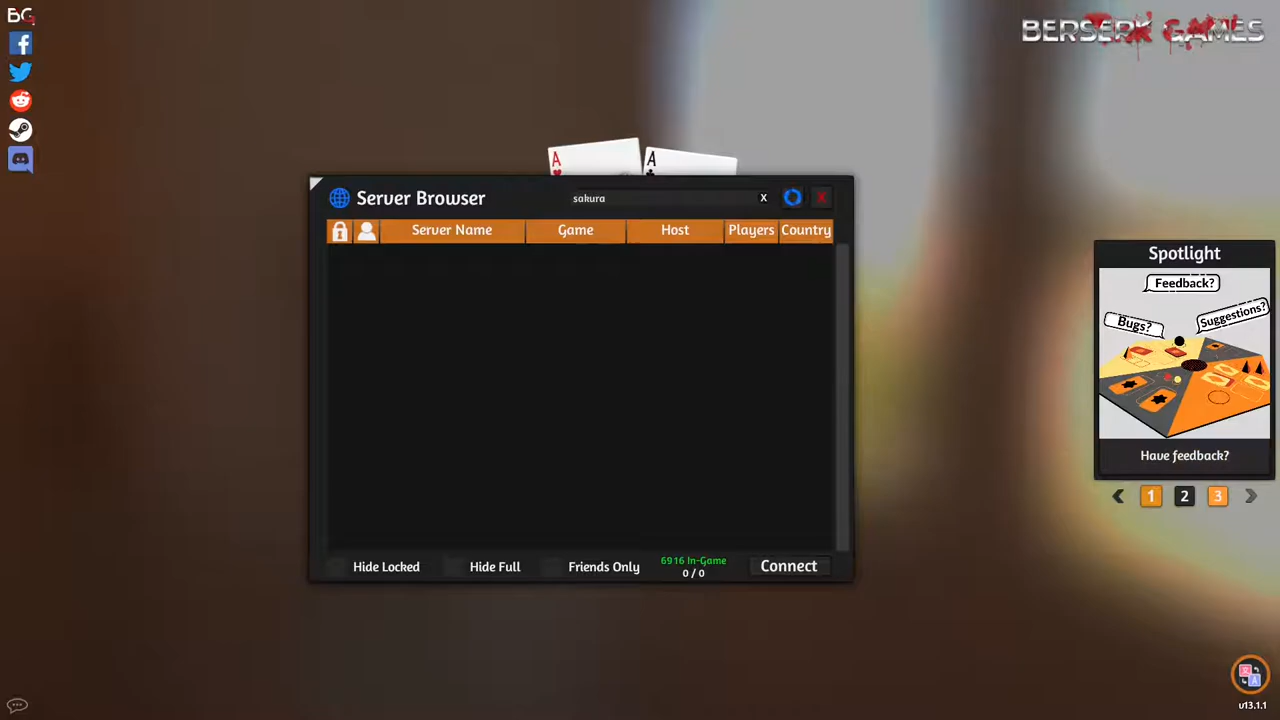 BG
BERSERK GAMES
A
A
Server Browser
sakura
X
X
Server Name
Game
Host
Players
Country
Spotlight
Feedback?
Bugs?
Suggestions?
Have feedback?
1
2
3
Hide Locked
Hide Full
Friends Only
6916 In-Game
0 / 0
Connect
文
A
v13.1.1